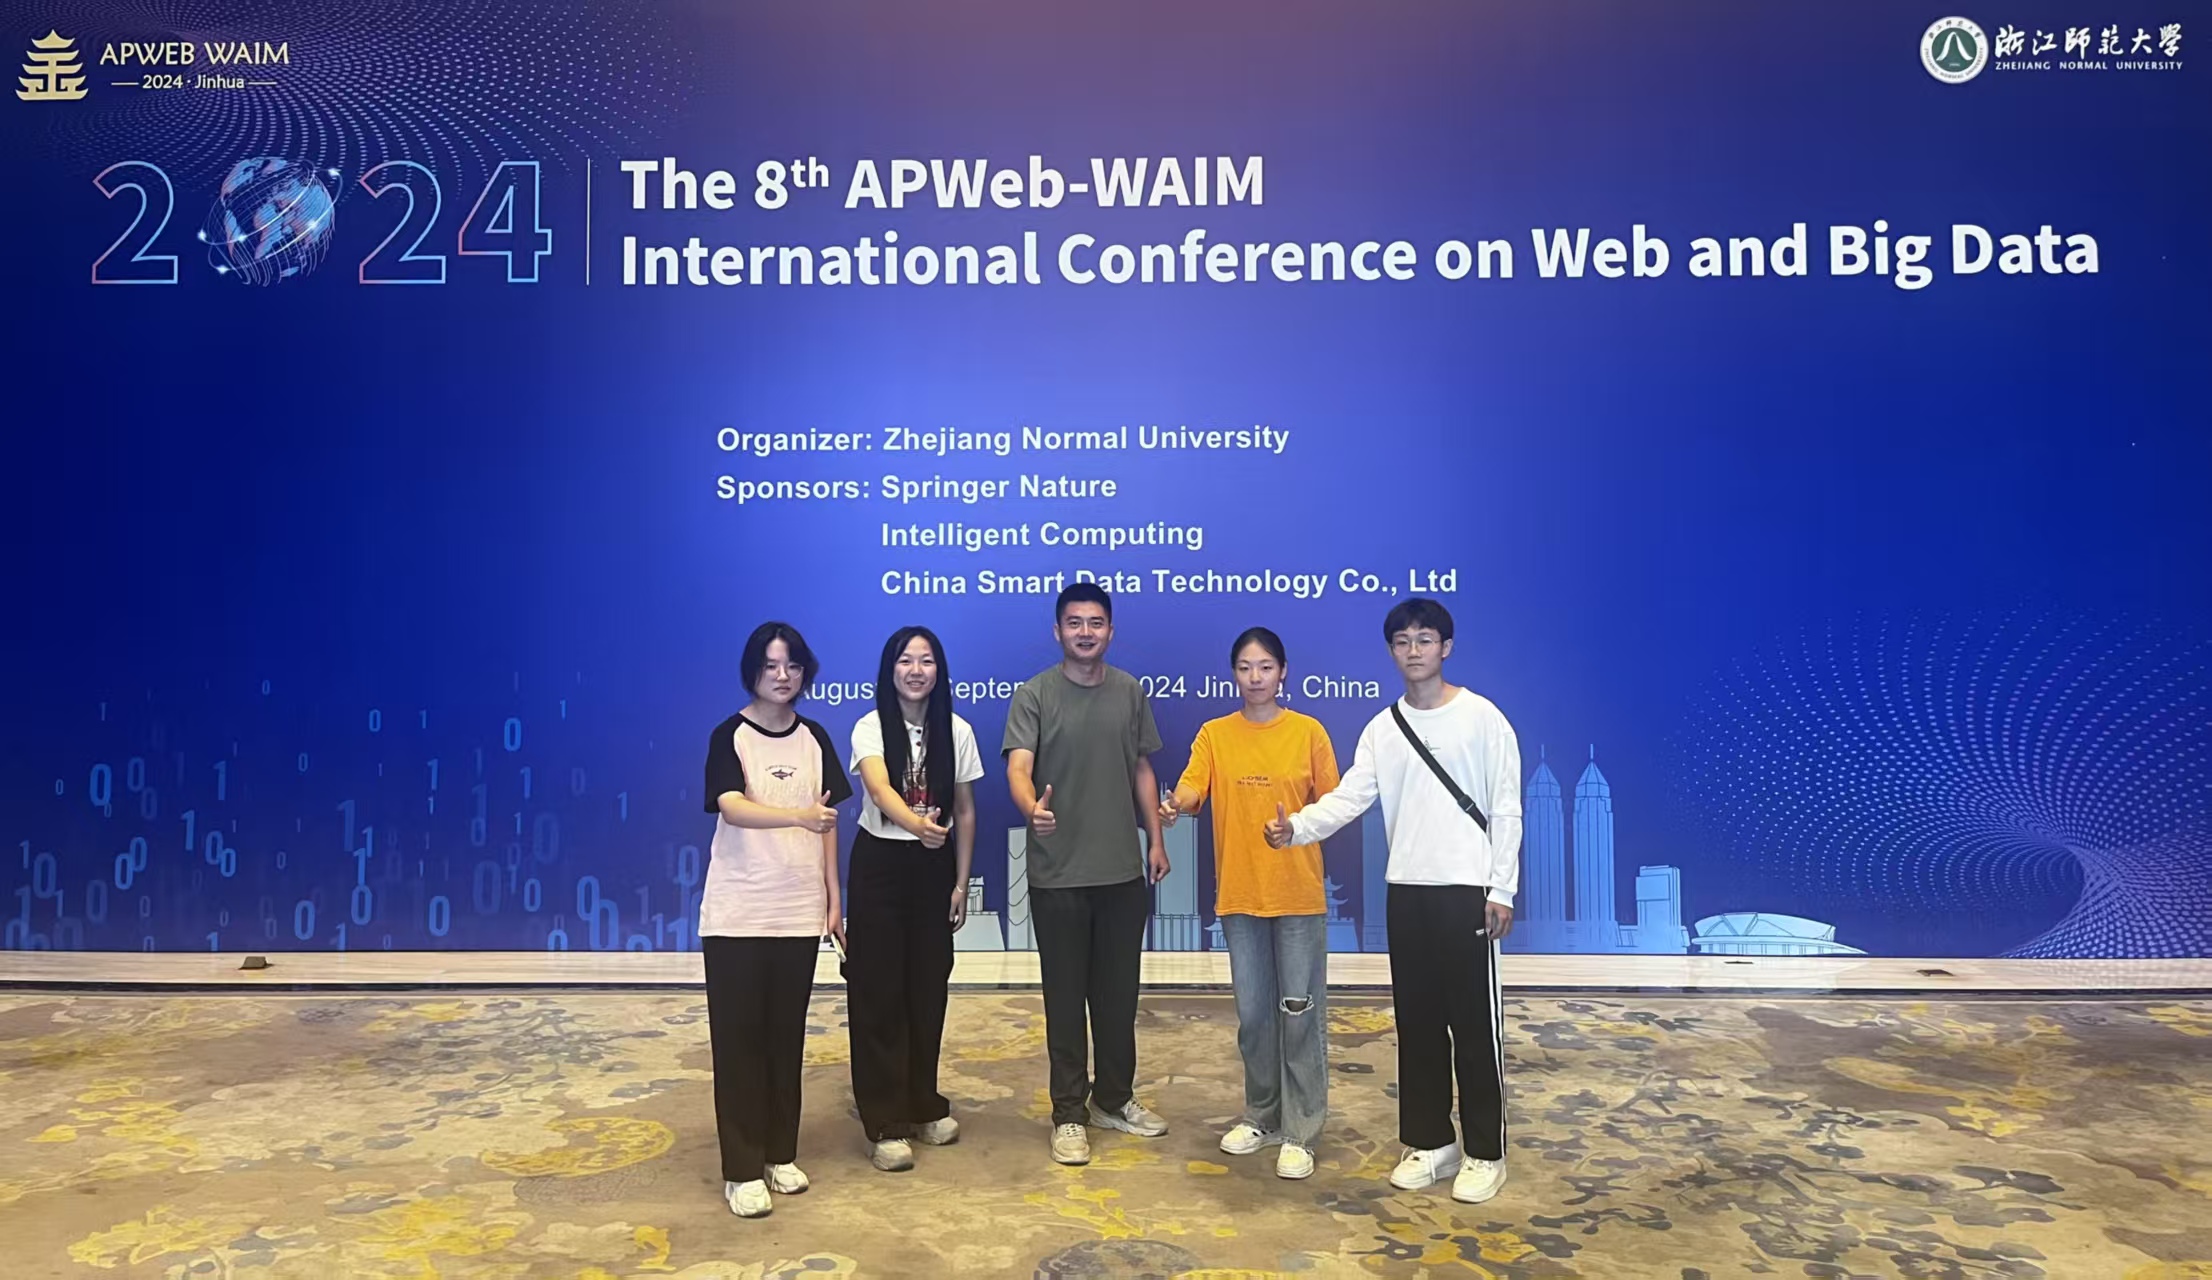 APWEB WAIM
2024·Jinhua
浙江師範大學
ZHEJIANG NORMAL UNIVERSITY
2024
The 8th APWeb-WAIM
International Conference on Web and Big Data
Organizer: Zhejiang Normal University
Sponsors: Springer Nature
Intelligent Computing
China Smart Data Technology Co., Ltd
2024 Jinhua, China